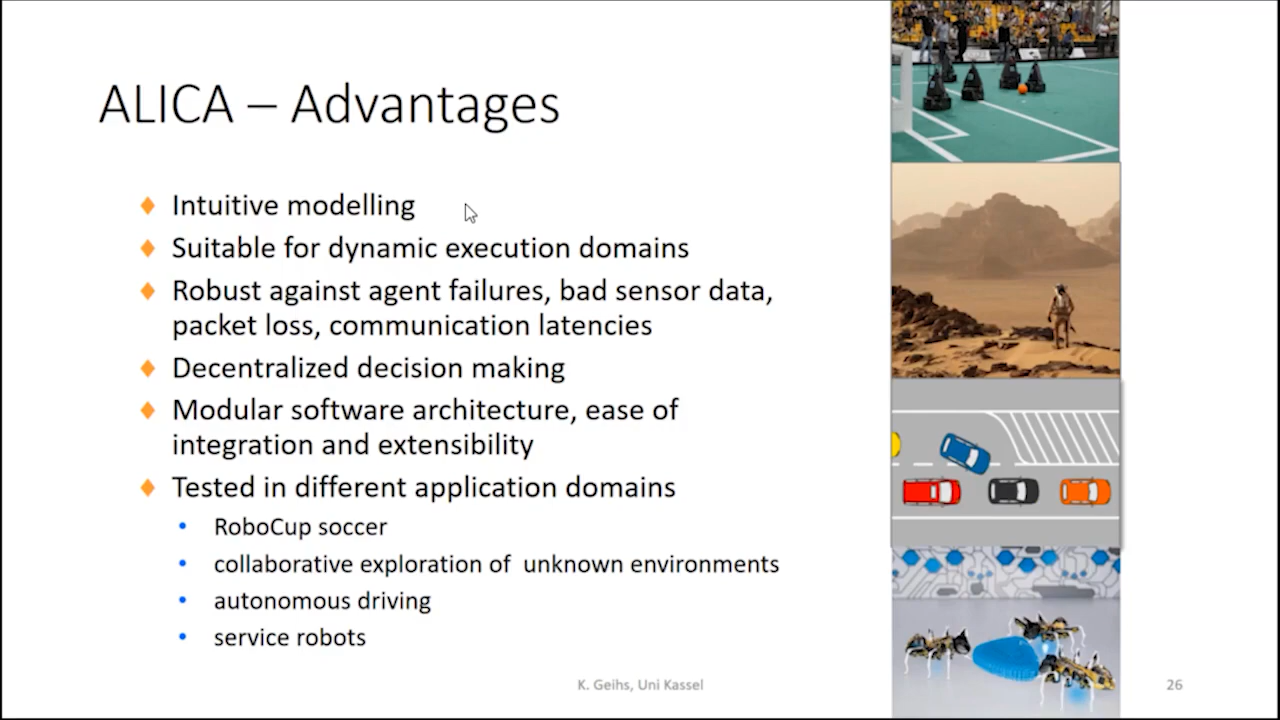 ALICA – Advantages
Intuitive modelling
Suitable for dynamic execution domains
Robust against agent failures, bad sensor data,
packet loss, communication latencies
Decentralized decision making
Modular software architecture, ease of
integration and extensibility
Tested in different application domains
RoboCup soccer
collaborative exploration of  unknown environments
autonomous driving
service robots
K. Geihs, Uni Kassel
26